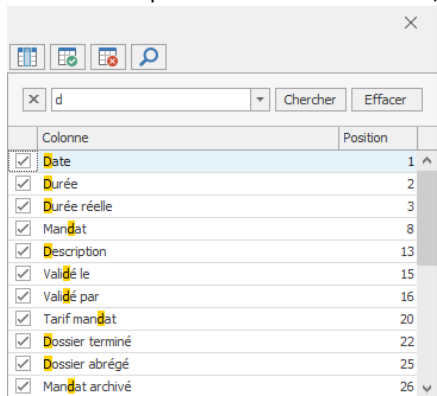 d Chercher Effacer
Colonne Position
Date 1
Durée 2
Durée réelle 3
Mandat 8
Description 13
Validé le 15
Validé par 16
Tarif mandat 20
Dossier terminé 22
Dossier abrégé 25
Mandat archivé 26